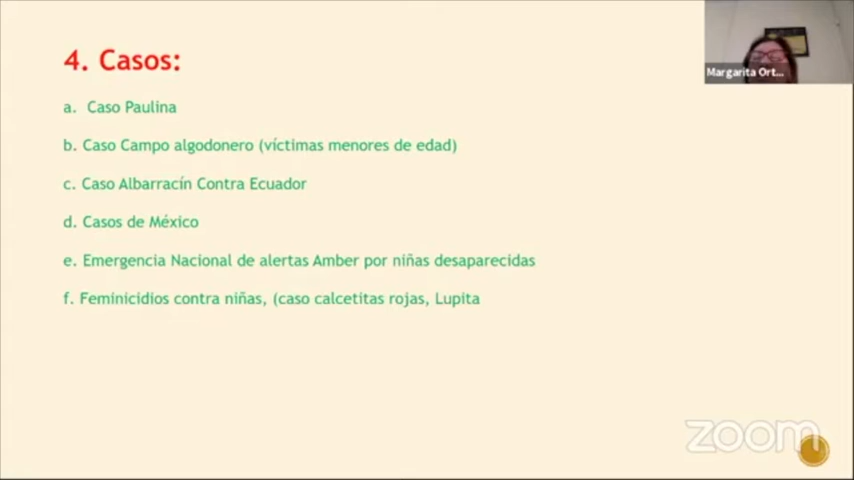 4. Casos:
a. Caso Paulina
b. Caso Campo algodonero (víctimas menores de edad)
c. Caso Albarracín Contra Ecuador
d. Casos de México
e. Emergencia Nacional de alertas Amber por niñas desaparecidas
f. Feminicidios contra niñas, (caso calcetitas rojas, Lupita
Margarita Ort...
zoom